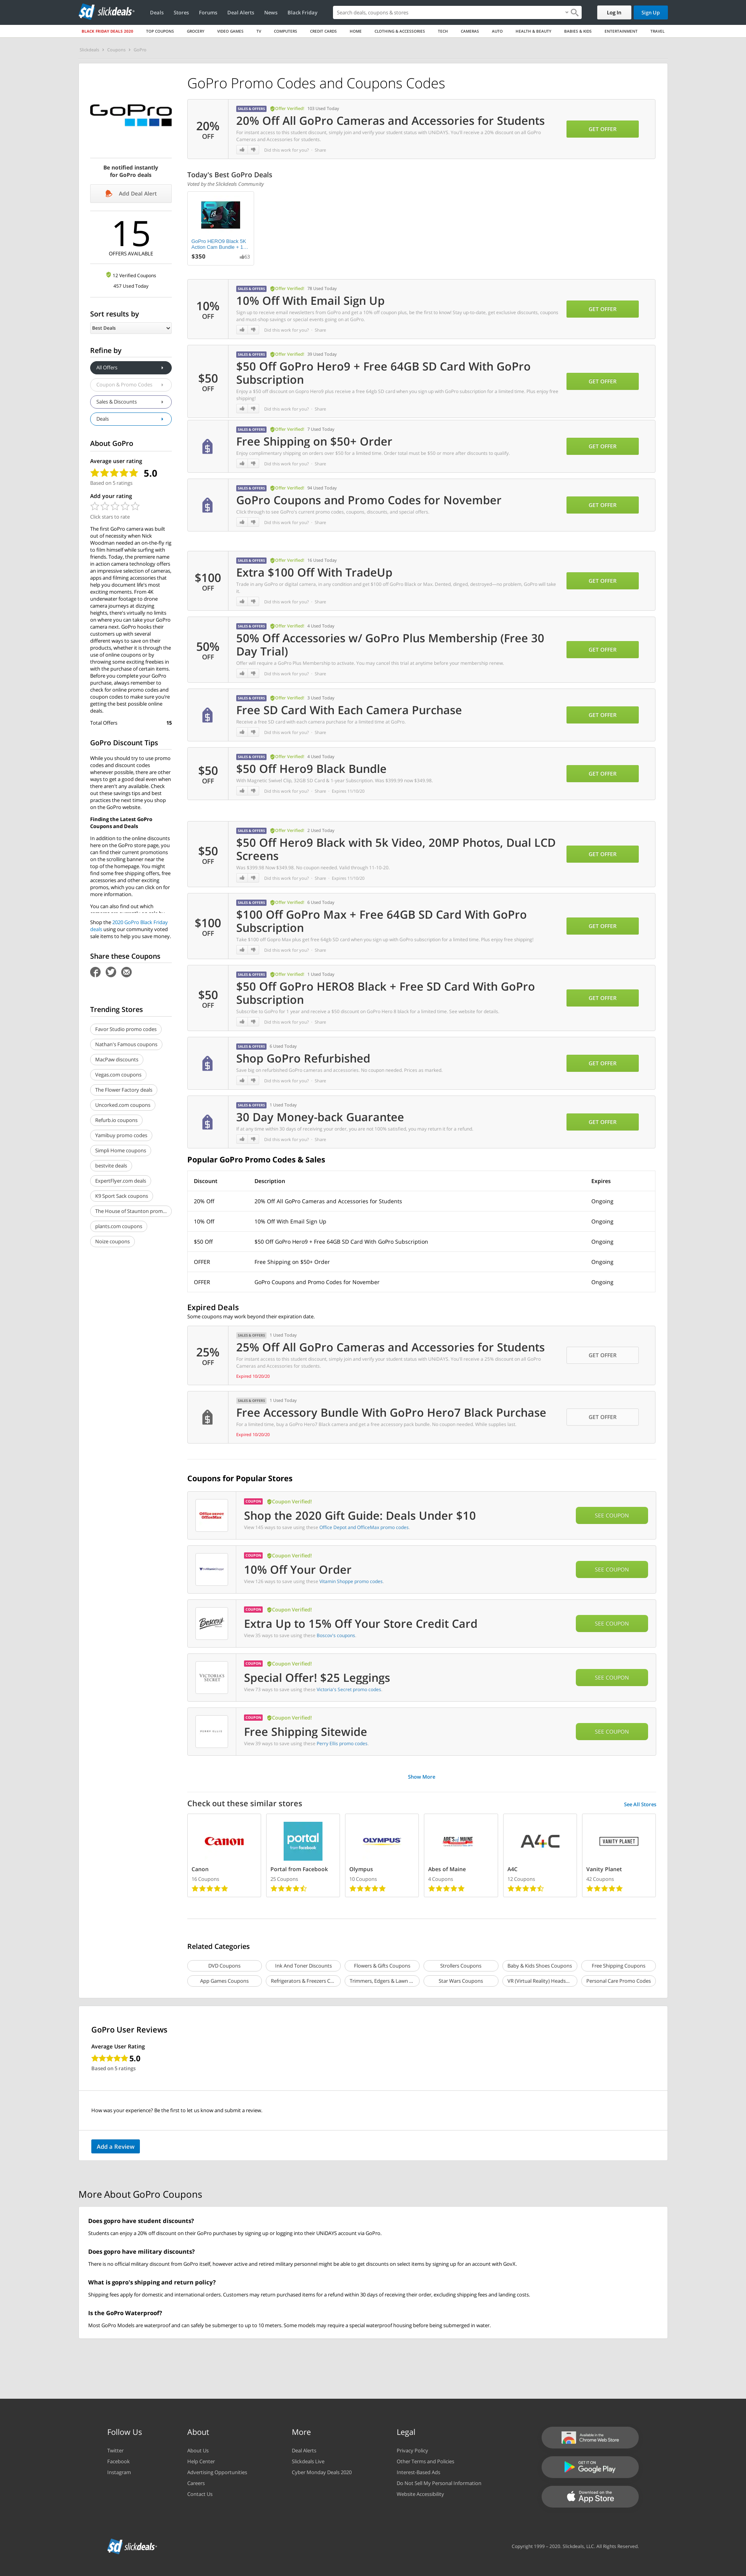 sd slickdeals
Deals Stores Forums Deal Alerts News Black Friday
Search deals, coupons & stores
Log In Sign Up
BLACK FRIDAY DEALS 2020 TOP COUPONS GROCERY VIDEO GAMES TV COMPUTERS CREDIT CARDS HOME CLOTHING & ACCESSORIES TECH CAMERAS AUTO HEALTH & BEAUTY BABIES & KIDS ENTERTAINMENT TRAVEL
Slickdeals › Coupons › GoPro
GoPro
Be notified instantly
for GoPro deals
Add Deal Alert
15
OFFERS AVAILABLE
12 Verified Coupons
457 Used Today
Sort results by
Best Deals
Refine by
All Offers
Coupon & Promo Codes
Sales & Discounts
Deals
About GoPro
Average user rating
5.0
Based on 5 ratings
Add your rating
Click stars to rate
The first GoPro camera was built
out of necessity when Nick
Woodman needed an on-the-fly rig
to film himself while surfing with
friends. Today, the premiere name
in action camera technology offers
an impressive selection of cameras,
apps and filming accessories that
help you document life's most
exciting moments. From 4K
underwater footage to drone
camera journeys at dizzying
heights, there's virtually no limits
on where you can take your GoPro
camera next. GoPro hooks their
customers up with several
different ways to save on their
products, whether it is through the
use of online coupons or by
throwing some exciting freebies in
with the purchase of certain items.
Before you complete your GoPro
purchase, always remember to
check for online promo codes and
coupon codes to make sure you're
getting the best possible online
deals.
Total Offers 15
GoPro Discount Tips
While you should try to use promo
codes and discount codes
whenever possible, there are other
ways to get a good deal even when
there aren't any available. Check
out these savings tips and best
practices the next time you shop
on the GoPro website.
Finding the Latest GoPro
Coupons and Deals
In addition to the online discounts
here on the GoPro store page, you
can find their current promotions
on the scrolling banner near the
top of the homepage. You might
find some free shipping offers, free
accessories and other exciting
promos, which you can click on for
more information.
You can also find out which
Shop the 2020 GoPro Black Friday
deals using our community voted
sale items to help you save money.
Share these Coupons
Trending Stores
Favor Studio promo codes
Nathan's Famous coupons
MacPaw discounts
Vegas.com coupons
The Flower Factory deals
Uncorked.com coupons
Refurb.io coupons
Yamibuy promo codes
Simpli Home coupons
bestvite deals
ExpertFlyer.com deals
K9 Sport Sack coupons
The House of Staunton prom...
plants.com coupons
Noize coupons
GoPro Promo Codes and Coupons Codes
20% OFF
SALES & OFFERS Offer Verified! 193 Used Today
20% Off All GoPro Cameras and Accessories for Students
For instant access to this student discount, simply join and verify your student status with UNiDAYS. You'll receive a 20% discount on all GoPro
Cameras and Accessories for students.
Did this work for you? · Share
GET OFFER
Today's Best GoPro Deals
Voted by the Slickdeals Community
GoPro HERO9 Black 5K
Action Cam Bundle + 1...
$350 63
10% OFF
SALES & OFFERS Offer Verified! 78 Used Today
10% Off With Email Sign Up
Sign up to receive email newsletters from GoPro and get a 10% off coupon plus, be the first to know! Stay up-to-date, get exclusive discounts, coupons
and must-shop savings or special events going on at GoPro.
Did this work for you? · Share
GET OFFER
$50 OFF
SALES & OFFERS Offer Verified! 39 Used Today
$50 Off GoPro Hero9 + Free 64GB SD Card With GoPro
Subscription
Enjoy a $50 off discount on Gopro Hero9 plus receive a free 64gb SD card when you sign up with GoPro subscription for a limited time. Plus enjoy free
shipping!
Did this work for you? · Share
GET OFFER
SALES & OFFERS Offer Verified! 7 Used Today
Free Shipping on $50+ Order
Enjoy complimentary shipping on orders over $50 for a limited time. Order total must be $50 or more after discounts to qualify.
Did this work for you? · Share
GET OFFER
SALES & OFFERS Offer Verified! 94 Used Today
GoPro Coupons and Promo Codes for November
Click through to see GoPro's current promo codes, coupons, discounts, and special offers.
Did this work for you? · Share
GET OFFER
$100 OFF
SALES & OFFERS Offer Verified! 16 Used Today
Extra $100 Off With TradeUp
Trade in any GoPro or digital camera, in any condition and get $100 off GoPro Black or Max. Dented, dinged, destroyed—no problem, GoPro will take
it.
Did this work for you? · Share
GET OFFER
50% OFF
SALES & OFFERS Offer Verified! 4 Used Today
50% Off Accessories w/ GoPro Plus Membership (Free 30
Day Trial)
Offer will require a GoPro Plus Membership to activate. You may cancel this trial at anytime before your membership renew.
Did this work for you? · Share
GET OFFER
SALES & OFFERS Offer Verified! 3 Used Today
Free SD Card With Each Camera Purchase
Receive a free SD card with each camera purchase for a limited time at GoPro.
Did this work for you? · Share
GET OFFER
$50 OFF
SALES & OFFERS Offer Verified! 4 Used Today
$50 Off Hero9 Black Bundle
With Magnetic Swivel Clip, 32GB SD Card & 1-year Subscription. Was $399.99 now $349.98
Did this work for you? · Share · Expires 11/10/20
GET OFFER
$50 OFF
SALES & OFFERS Offer Verified! 2 Used Today
$50 Off Hero9 Black with 5k Video, 20MP Photos, Dual LCD
Screens
Was $399.98 Now $349.98. No coupon needed. Valid through 11-10-20.
Did this work for you? · Share · Expires 11/10/20
GET OFFER
$100 OFF
SALES & OFFERS Offer Verified! 6 Used Today
$100 Off GoPro Max + Free 64GB SD Card With GoPro
Subscription
Take $100 off Gopro Max plus get free 64gb SD card when you sign up with GoPro subscription for a limited time. Plus enjoy free shipping!
Did this work for you? · Share
GET OFFER
$50 OFF
SALES & OFFERS Offer Verified! 1 Used Today
$50 Off GoPro HERO8 Black + Free SD Card With GoPro
Subscription
Subscribe to GoPro for 1 year and receive a $50 discount on GoPro Hero 8 black for a limited time. See website for details.
Did this work for you? · Share
GET OFFER
SALES & OFFERS 6 Used Today
Shop GoPro Refurbished
Save big on refurbished GoPro cameras and accessories. No coupon needed. Prices as marked.
Did this work for you? · Share
GET OFFER
SALES & OFFERS 1 Used Today
30 Day Money-back Guarantee
If at any time within 30 days of receiving your order, you are not 100% satisfied, you may return it for a refund.
Did this work for you? · Share
GET OFFER
Popular GoPro Promo Codes & Sales
Discount Description Expires
20% Off 20% Off All GoPro Cameras and Accessories for Students Ongoing
10% Off 10% Off With Email Sign Up Ongoing
$50 Off $50 Off GoPro Hero9 + Free 64GB SD Card With GoPro Subscription Ongoing
OFFER Free Shipping on $50+ Order Ongoing
OFFER GoPro Coupons and Promo Codes for November Ongoing
Expired Deals
Some coupons may work beyond their expiration date.
25% OFF
SALES & OFFERS 1 Used Today
25% Off All GoPro Cameras and Accessories for Students
For instant access to this student discount, simply join and verify your student status with UNiDAYS. You'll receive a 25% discount on all GoPro
Cameras and Accessories for students.
Expired 10/20/20
GET OFFER
SALES & OFFERS 1 Used Today
Free Accessory Bundle With GoPro Hero7 Black Purchase
For a limited time, buy a GoPro Hero7 Black camera and get a free accessory pack bundle. No coupon needed. While supplies last.
Expired 10/20/20
GET OFFER
Coupons for Popular Stores
Office DEPOT OfficeMax
COUPON Coupon Verified!
Shop the 2020 Gift Guide: Deals Under $10
View 145 ways to save using these Office Depot and OfficeMax promo codes.
SEE COUPON
COUPON Coupon Verified!
10% Off Your Order
View 126 ways to save using these Vitamin Shoppe promo codes.
SEE COUPON
Boscov's
COUPON Coupon Verified!
Extra Up to 15% Off Your Store Credit Card
View 35 ways to save using these Boscov's coupons.
SEE COUPON
VICTORIA'S SECRET
COUPON Coupon Verified!
Special Offer! $25 Leggings
View 73 ways to save using these Victoria's Secret promo codes.
SEE COUPON
PERRY ELLIS
COUPON Coupon Verified!
Free Shipping Sitewide
View 39 ways to save using these Perry Ellis promo codes.
SEE COUPON
Show More
Check out these similar stores See All Stores
Canon portal from facebook OLYMPUS ABE'S of MAINE A4C VANITY PLANET
Canon Portal from Facebook Olympus Abes of Maine A4C Vanity Planet
16 Coupons 25 Coupons 10 Coupons 4 Coupons 12 Coupons 42 Coupons
Related Categories
DVD Coupons Ink And Toner Discounts Flowers & Gifts Coupons Strollers Coupons Baby & Kids Shoes Coupons Free Shipping Coupons
App Games Coupons Refrigerators & Freezers C... Trimmers, Edgers & Lawn ... Star Wars Coupons VR (Virtual Reality) Heads... Personal Care Promo Codes
GoPro User Reviews
Average User Rating
5.0
Based on 5 ratings
How was your experience? Be the first to let us know and submit a review.
Add a Review
More About GoPro Coupons
Does gopro have student discounts?
Students can enjoy a 20% off discount on their GoPro purchases by signing up or logging into their UNiDAYS account via GoPro.
Does gopro have military discounts?
There is no official military discount from GoPro itself, however active and retired military personnel might be able to get discounts on select items by signing up for an account with GovX.
What is gopro's shipping and return policy?
Shipping fees apply for domestic and international orders. Customers may return purchased items for a refund within 30 days of receiving their order, excluding shipping fees and landing costs.
Is the GoPro Waterproof?
Most GoPro Models are waterproof and can safely be submerger to up to 10 meters. Some models may require a special waterproof housing before being submerged in water.
Follow Us
Twitter
Facebook
Instagram
About
About Us
Help Center
Advertising Opportunities
Careers
Contact Us
More
Deal Alerts
Slickdeals Live
Cyber Monday Deals 2020
Legal
Privacy Policy
Other Terms and Policies
Interest-Based Ads
Do Not Sell My Personal Information
Website Accessibility
Available in the
Chrome Web Store
GET IT ON
Google Play
Download on the
App Store
sd slickdeals
Copyright 1999 - 2020. Slickdeals, LLC. All Rights Reserved.